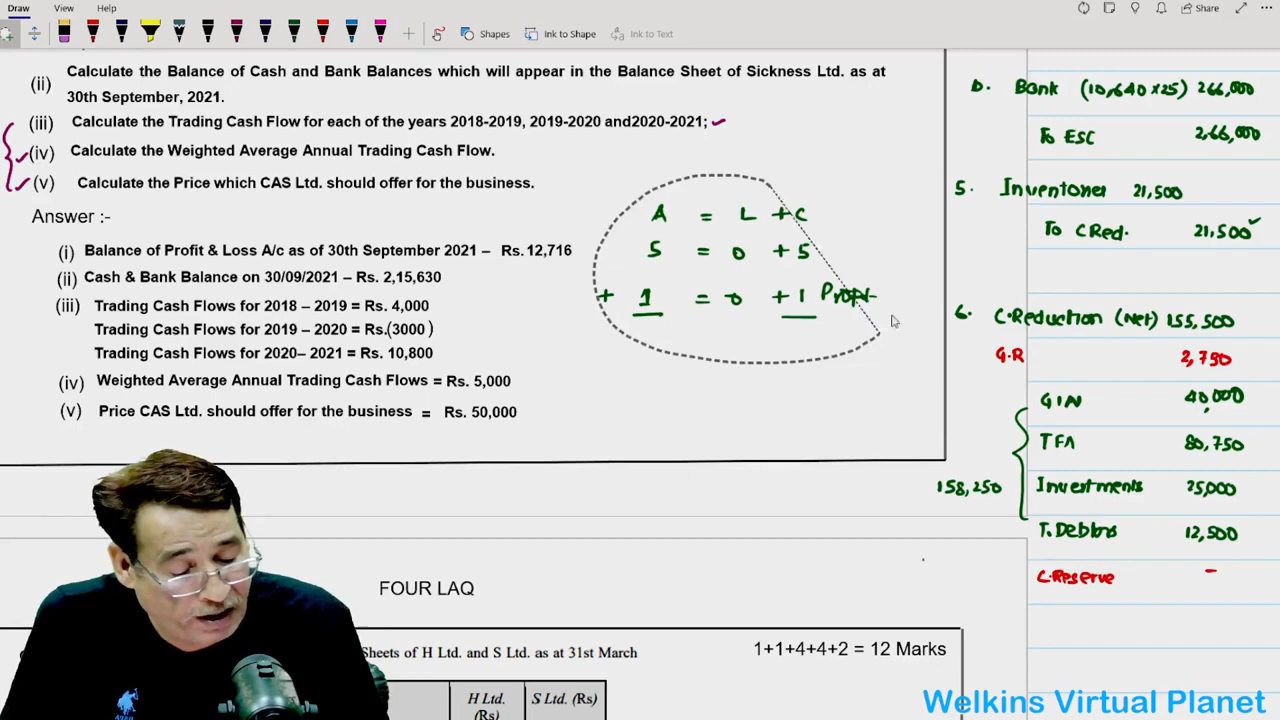 Draw View Help
Share
Shapes Ink to Shape Ink to Text
(ii) Calculate the Balance of Cash and Bank Balances which will appear in the Balance Sheet of Sickness Ltd. as at
30th September, 2021.
(iii) Calculate the Trading Cash Flow for each of the years 2018-2019, 2019-2020 and2020-2021;
(iv) Calculate the Weighted Average Annual Trading Cash Flow.
(v) Calculate the Price which CAS Ltd. should offer for the business.
Answer :-
(i) Balance of Profit & Loss A/c as of 30th September 2021 – Rs. 12,716
(ii) Cash & Bank Balance on 30/09/2021 – Rs. 2,15,630
(iii) Trading Cash Flows for 2018 – 2019 = Rs. 4,000
Trading Cash Flows for 2019 – 2020 = Rs.(3000 )
Trading Cash Flows for 2020– 2021 = Rs. 10,800
(iv) Weighted Average Annual Trading Cash Flows = Rs. 5,000
(v) Price CAS Ltd. should offer for the business = Rs. 50,000
A = L + C
5 = 0 + 5
+ 1 = 0 + 1 Profit
D. Bank (10,640 x 25) 266,000
To ESC 2,66,000
5. Inventories 21,500
To C Red. 21,500
6. C.Reduction (Net) 155,500
G.R 2,750
G/N 40,000
TFA 80,750
158,250 Investments 25,000
T. Debtors 12,500
C.Reserve -
FOUR LAQ
Sheets of H Ltd. and S Ltd. as at 31st March 1+1+4+4+2 = 12 Marks
H Ltd. S Ltd. (Rs)
(Rs)
Welkins Virtual Planet